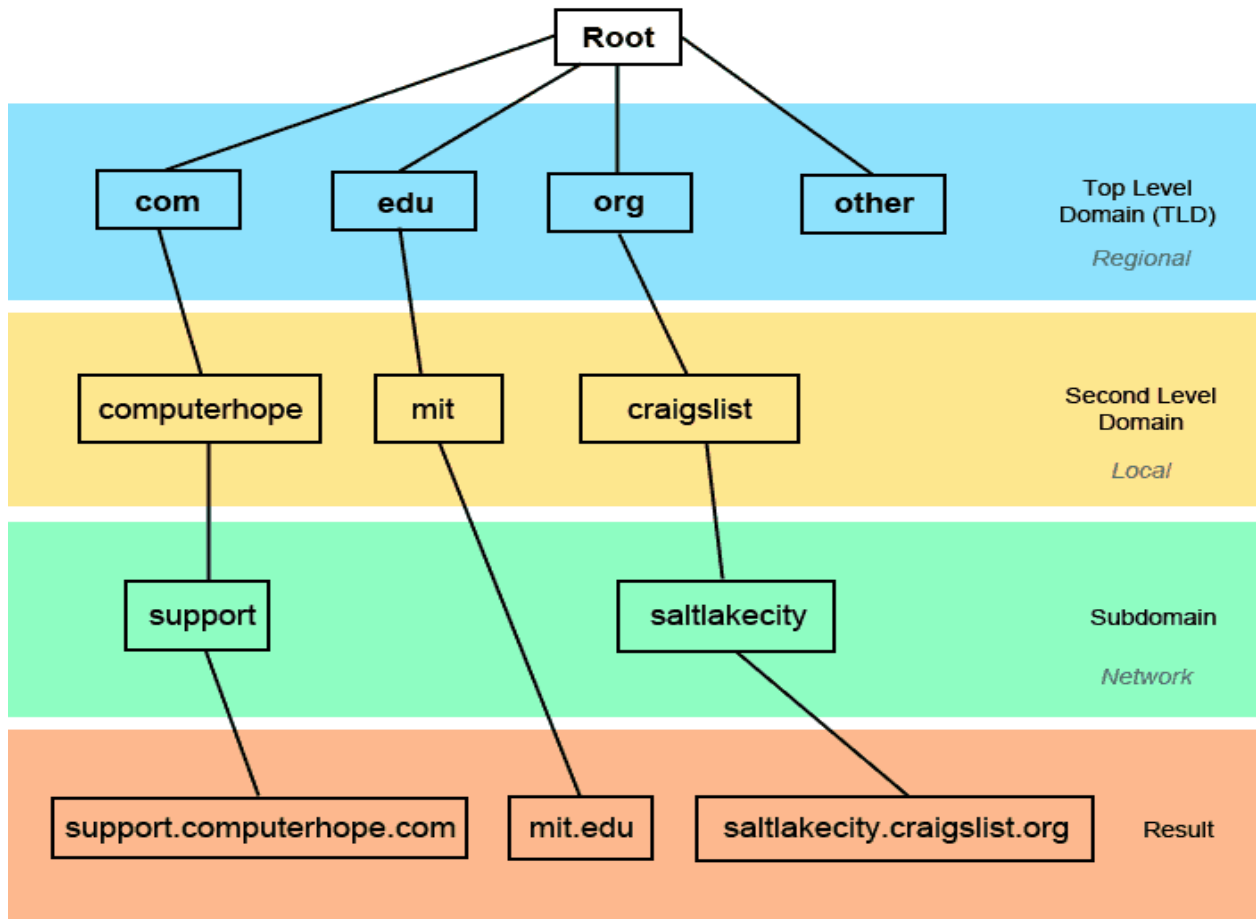 Root
com
edu
org
other
Top Level
Domain (TLD)
Regional
computerhope
mit
craigslist
Second Level
Domain
Local
support
saltlakecity
Subdomain
Network
support.computerhope.com
mit.edu
saltlakecity.craigslist.org
Result